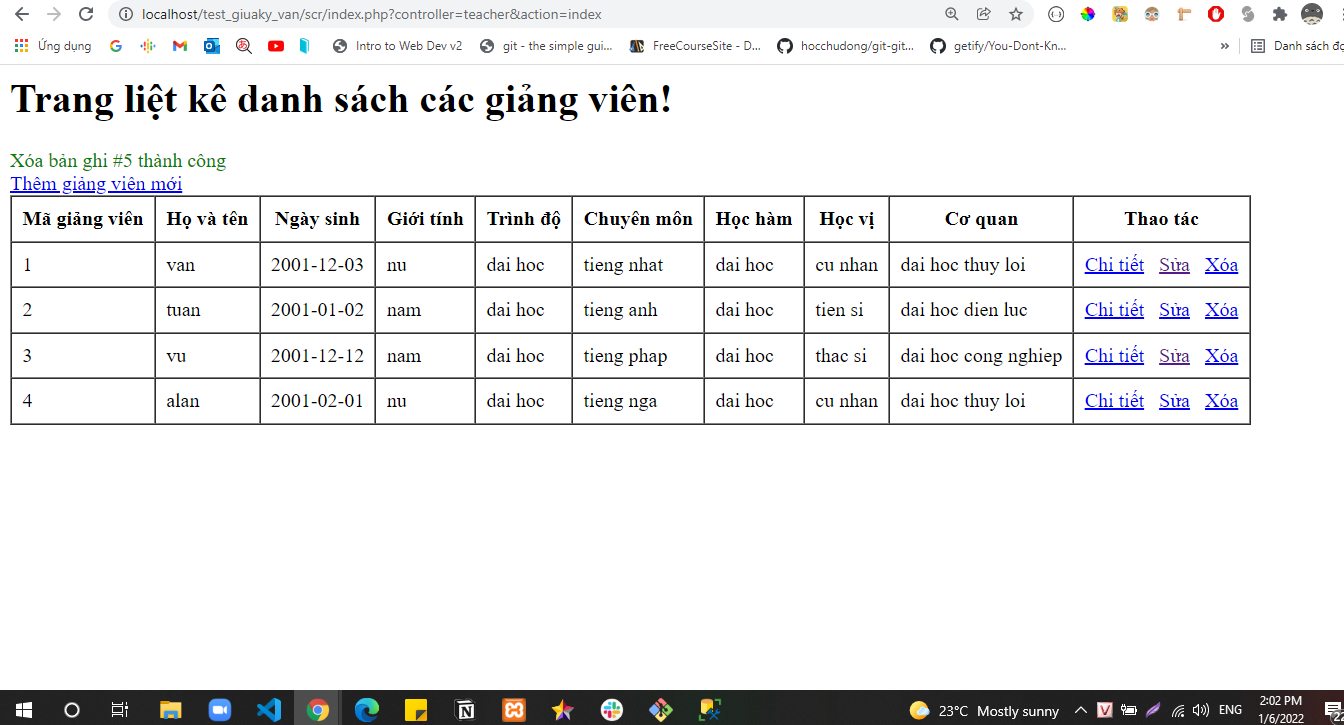 localhost/test_giuaky_van/scr/index.php?controller=teacher&action=index
Ứng dụng Intro to Web Dev v2 git - the simple gui... FreeCourseSite - D... hocchudong/git-git... getify/You-Dont-Kn... » Danh sách đọ
Trang liệt kê danh sách các giảng viên!
Xóa bản ghi #5 thành công
Thêm giảng viên mới
Mã giảng viên Họ và tên Ngày sinh Giới tính Trình độ Chuyên môn Học hàm Học vị Cơ quan Thao tác
1 van 2001-12-03 nu dai hoc tieng nhat dai hoc cu nhan dai hoc thuy loi Chi tiết Sửa Xóa
2 tuan 2001-01-02 nam dai hoc tieng anh dai hoc tien si dai hoc dien luc Chi tiết Sửa Xóa
3 vu 2001-12-12 nam dai hoc tieng phap dai hoc thac si dai hoc cong nghiep Chi tiết Sửa Xóa
4 alan 2001-02-01 nu dai hoc tieng nga dai hoc cu nhan dai hoc thuy loi Chi tiết Sửa Xóa
23°C Mostly sunny ENG 2:02 PM
1/6/2022